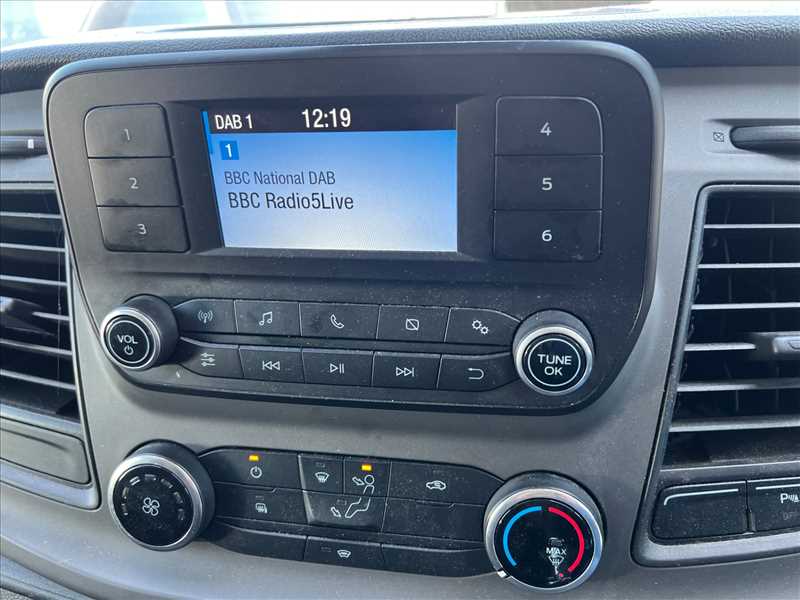 DAB 1 12:19
1
BBC National DAB
BBC Radio5Live
1
2
3
4
5
6
VOL
TUNE
OK
MAX
P